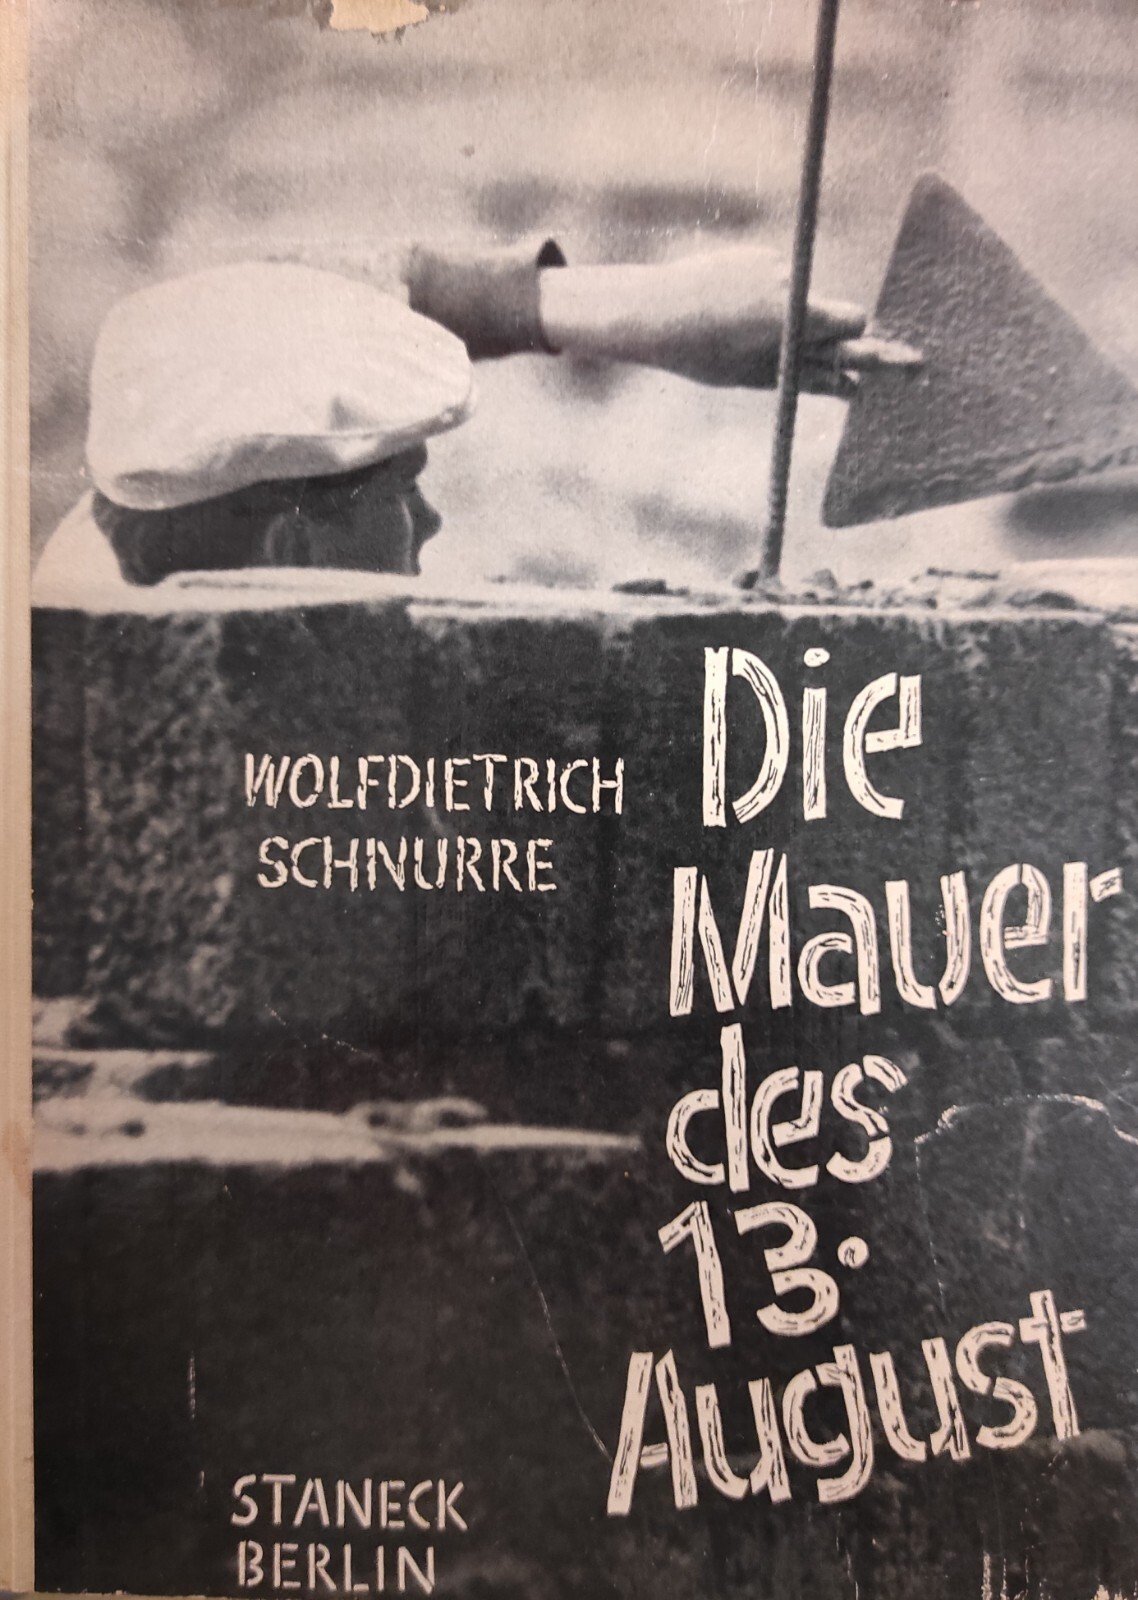 WOLFDIETRICH
SCHNURRE
Die
Mauer
des
13.
August
STANECK
BERLIN